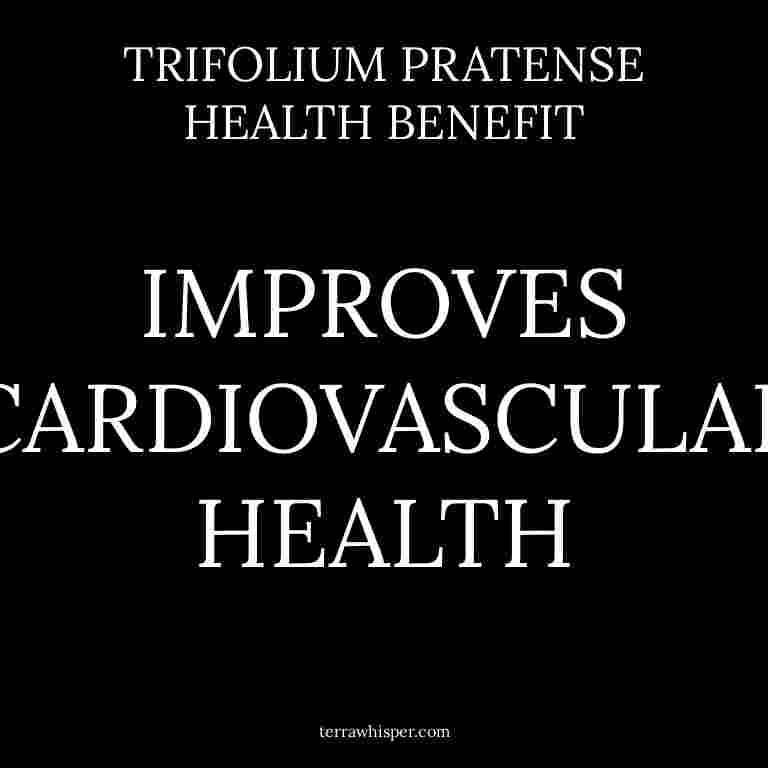 TRIFOLIUM PRATENSE
HEALTH BENEFIT
IMPROVES
CARDIOVASCULAR
HEALTH
terrawhisper.com